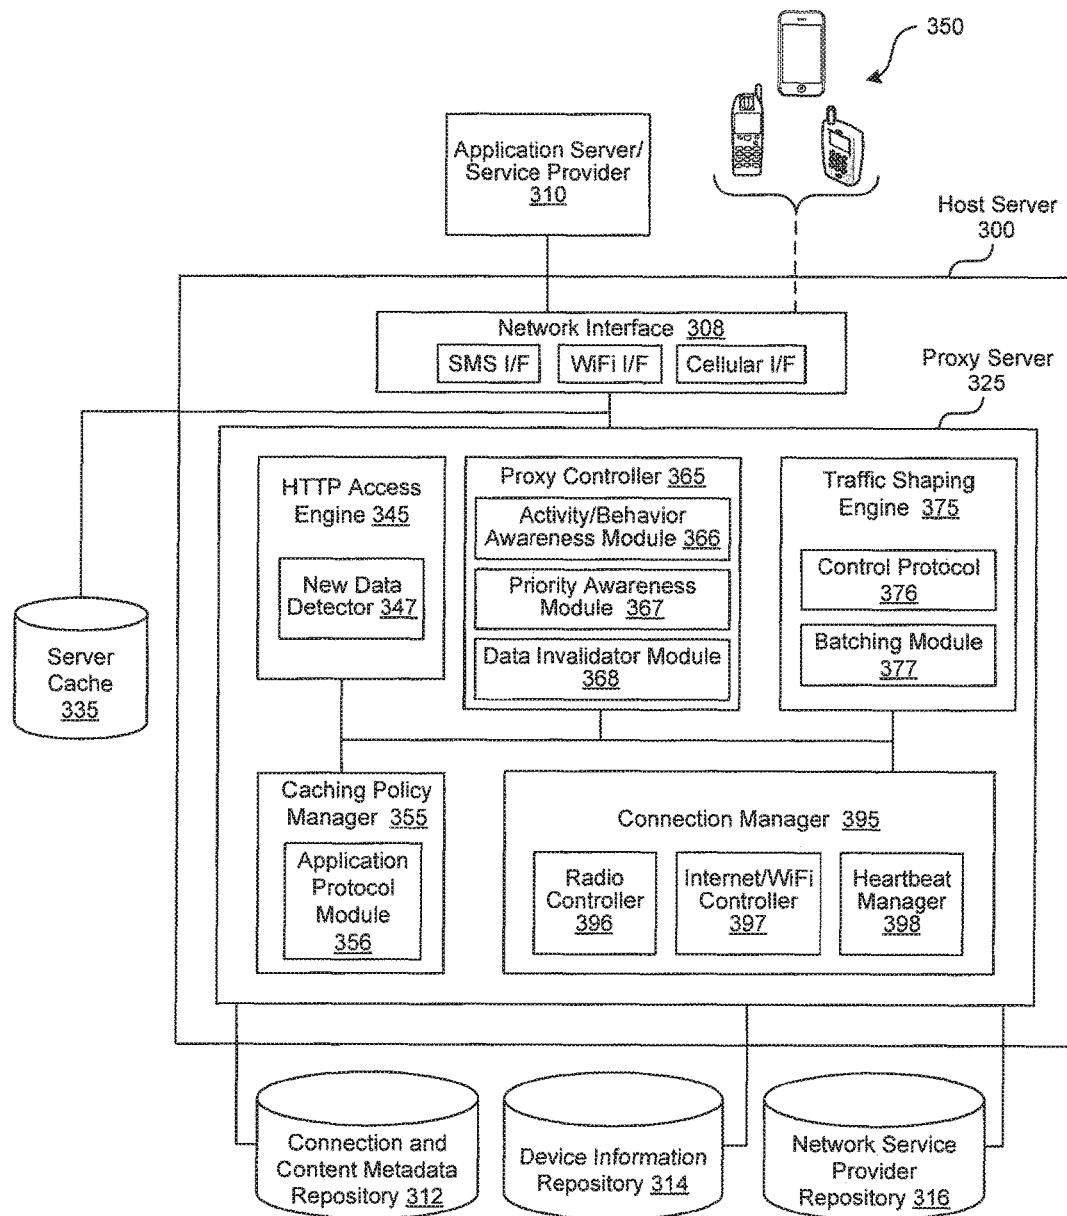 350
Application Server/
Service Provider
310
Host Server
300
Network Interface 308
SMS I/F
WiFi I/F
Cellular I/F
Proxy Server
325
HTTP Access
Engine 345
New Data
Detector 347
Proxy Controller 365
Activity/Behavior
Awareness Module 366
Priority Awareness
Module 367
Data Invalidator Module
368
Traffic Shaping
Engine 375
Control Protocol
376
Batching Module
377
Server
Cache
335
Caching Policy
Manager 355
Application
Protocol
Module
356
Connection Manager 395
Radio
Controller
396
Internet/WiFi
Controller
397
Heartbeat
Manager
398
Connection and
Content Metadata
Repository 312
Device Information
Repository 314
Network Service
Provider
Repository 316